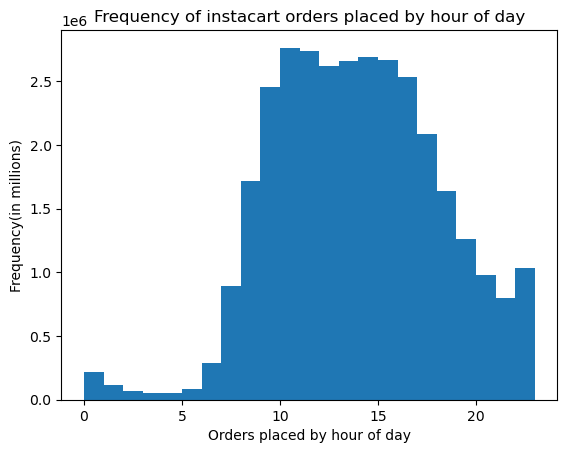 Frequency of instacart orders placed by hour of day
1e6
Frequency(in millions)
2.5
2.0
1.5
1.0
0.5
0.0
0 5 10 15 20
Orders placed by hour of day